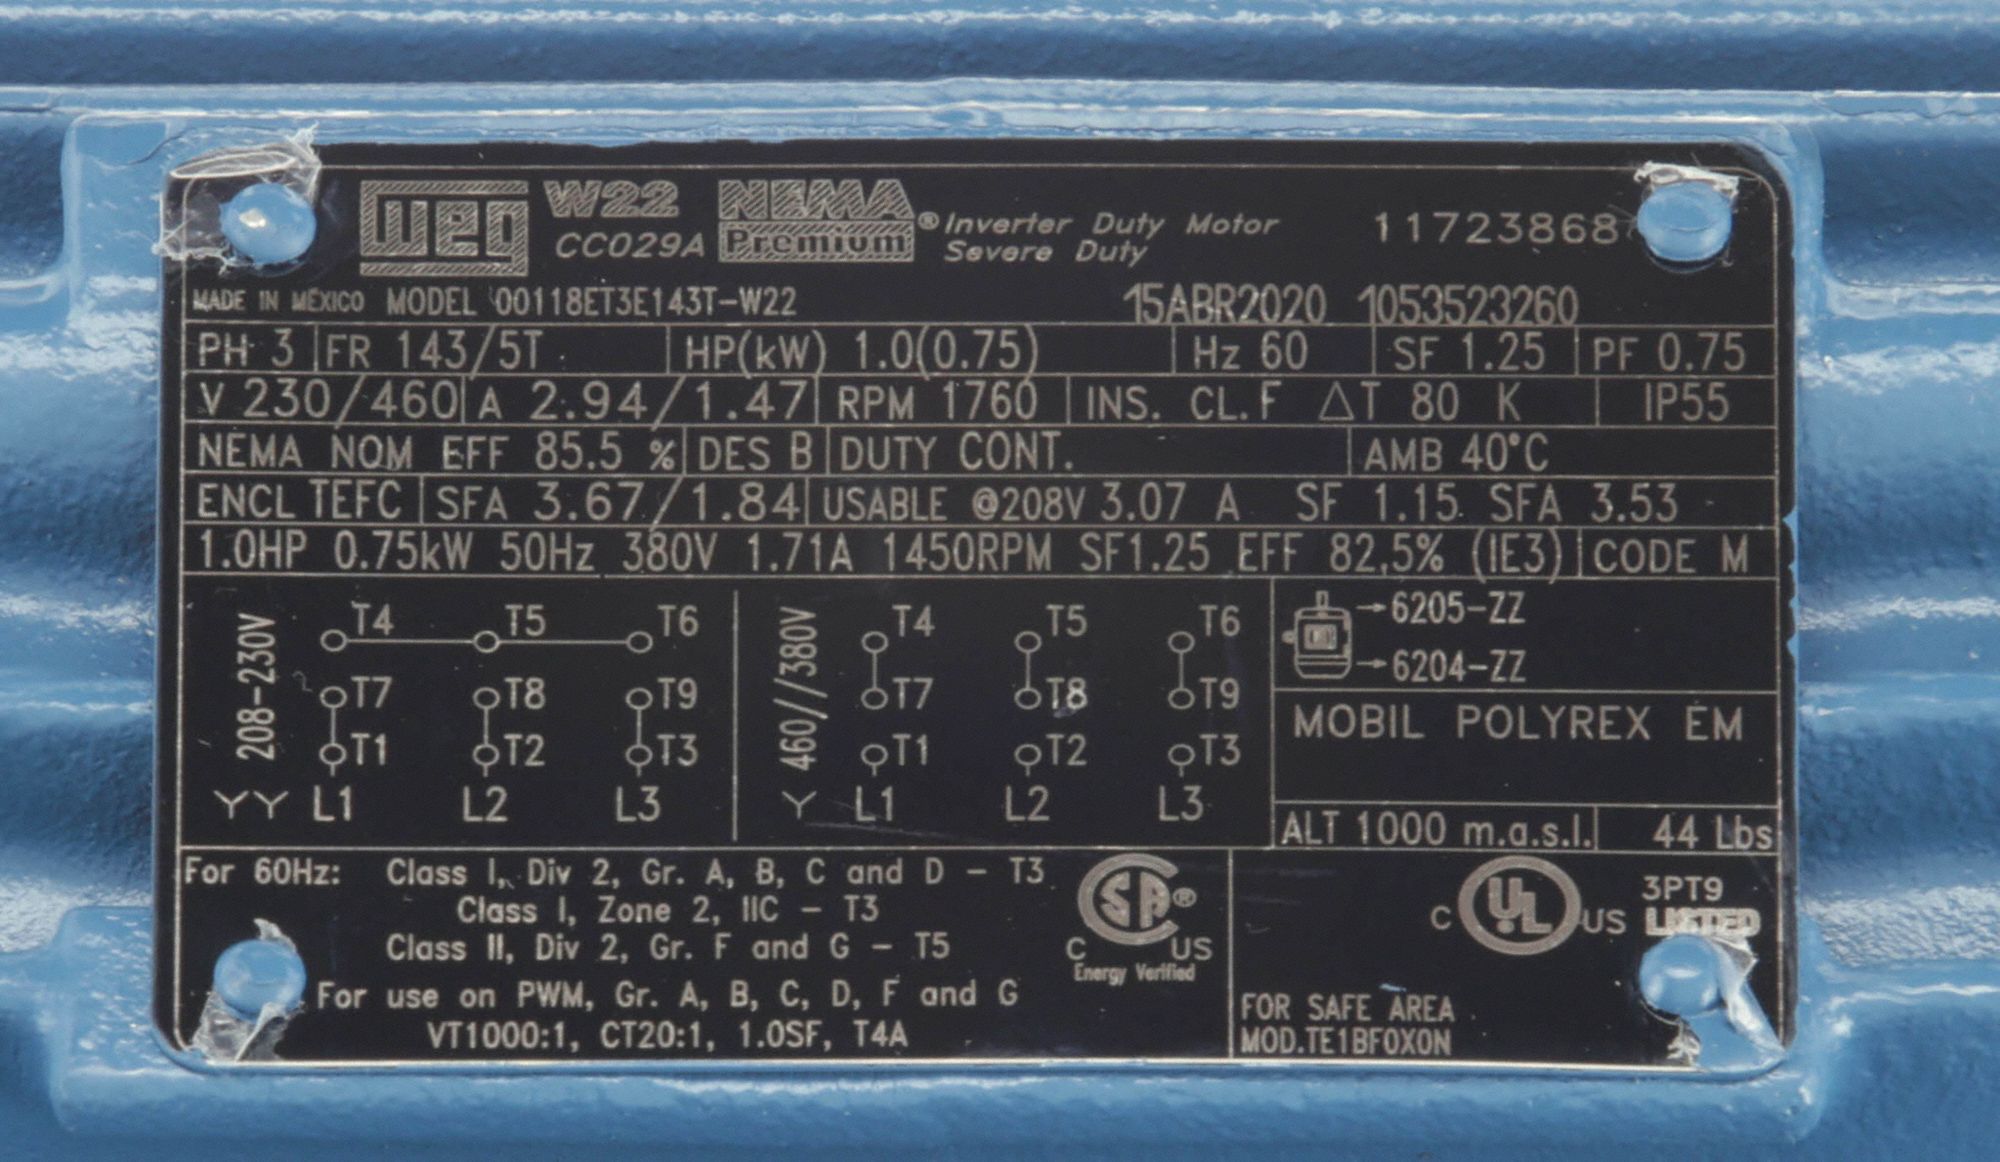 WEG W22 NEMA Premium® Inverter Duty Motor 11723868
CC029A Severe Duty
MADE IN MÉXICO MODEL 00118ET3E143T-W22 15ABR2020 1053523260
PH 3 FR 143/5T HP(kW) 1.0(0.75) Hz 60 SF 1.25 PF 0.75
V 230/460 A 2.94/1.47 RPM 1760 INS. CL. F ΔT 80 K IP55
NEMA NOM EFF 85.5 % DES B DUTY CONT. AMB 40°C
ENCL TEFC SFA 3.67/1.84 USABLE @208V 3.07 A SF 1.15 SFA 3.53
1.0HP 0.75kW 50Hz 380V 1.71A 1450RPM SF1.25 EFF 82,5% (IE3) CODE M
208-230V
T4 T5 T6
T7 T8 T9
T1 T2 T3
YY L1 L2 L3
460//380V
T4 T5 T6
T7 T8 T9
T1 T2 T3
Y L1 L2 L3
→6205-ZZ
→6204-ZZ
MOBIL POLYREX EM
ALT 1000 m.a.s.l. 44 Lbs
For 60Hz: Class I, Div 2, Gr. A, B, C and D - T3
Class I, Zone 2, IIC - T3
Class II, Div 2, Gr. F and G - T5
For use on PWM, Gr. A, B, C, D, F and G
VT1000:1, CT20:1, 1.0SF, T4A
SA®
C US
Energy Verified
C UL US 3PT9
LISTED
FOR SAFE AREA
MOD.TE1BF0X0N